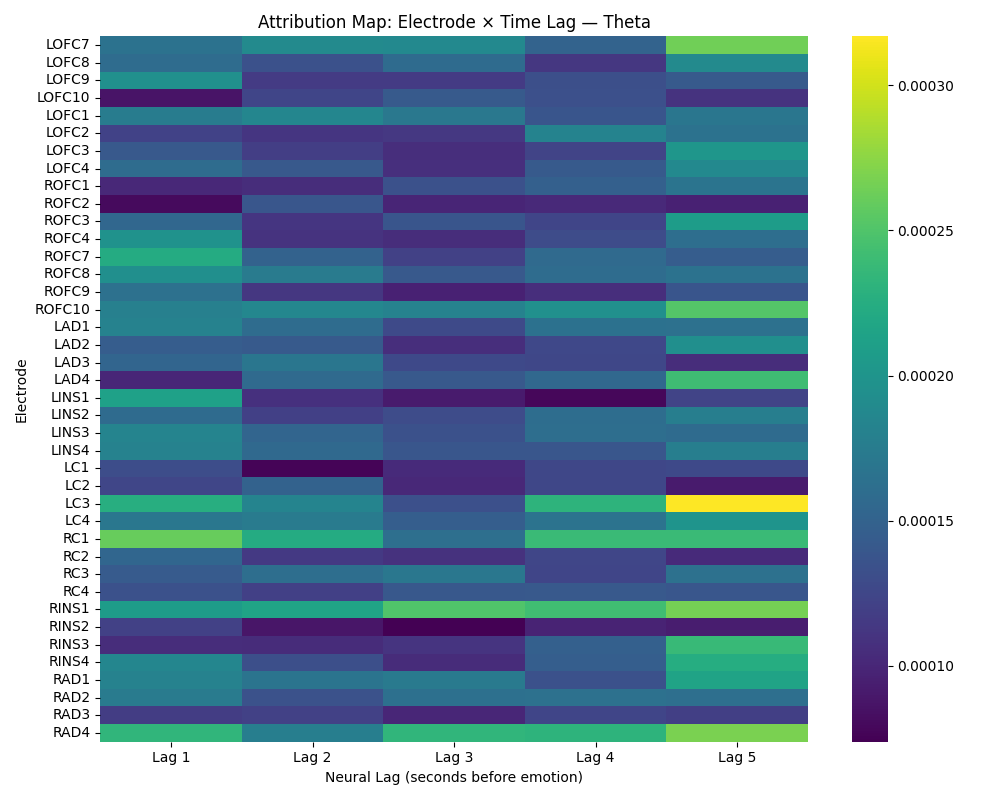 Attribution Map: Electrode × Time Lag — Theta
LOFC7
LOFC8
LOFC9
LOFC10
LOFC1
LOFC2
LOFC3
LOFC4
ROFC1
ROFC2
ROFC3
ROFC4
ROFC7
ROFC8
ROFC9
ROFC10
LAD1
LAD2
LAD3
LAD4
LINS1
LINS2
LINS3
LINS4
LC1
LC2
LC3
LC4
RC1
RC2
RC3
RC4
RINS1
RINS2
RINS3
RINS4
RAD1
RAD2
RAD3
RAD4
Electrode
Lag 1 Lag 2 Lag 3 Lag 4 Lag 5
Neural Lag (seconds before emotion)
0.00030
0.00025
0.00020
0.00015
0.00010